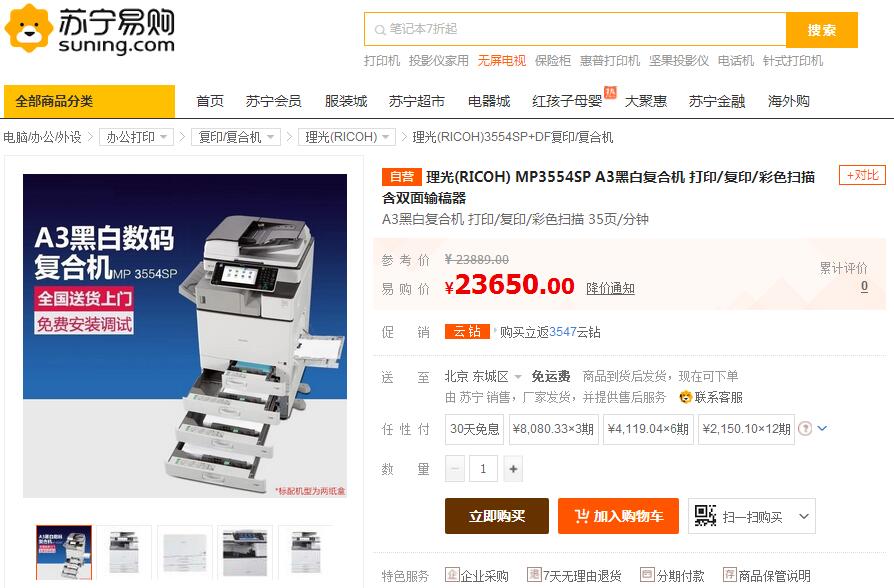 苏宁易购
suning.com
笔记本7折起
搜索
打印机 投影仪家用 无屏电视 保险柜 惠普打印机 坚果投影仪 电话机 针式打印机
全部商品分类 首页 苏宁会员 服装城 苏宁超市 电器城 红孩子母婴 大聚惠 苏宁金融 海外购
电脑/办公/外设 办公打印 复印/复合机 理光(RICOH) 理光(RICOH)3554SP+DF复印/复合机
A3黑白数码
复合机MP 3554SP
全国送货上门
免费安装调试
*标配机型为两纸盒
自营 理光(RICOH) MP3554SP A3黑白复合机 打印/复印/彩色扫描
含双面输稿器
+对比
A3黑白复合机 打印/复印/彩色扫描 35页/分钟
参考价 ¥ 23889.00
易购价 ¥23650.00 降价通知
累计评价
0
促销 云钻 购买立返3547云钻
送至 北京 东城区 免运费 商品到货后发货，现在可下单
由 苏宁 销售，厂家发货，并提供售后服务 联系客服
任性付 30天免息 ¥8,080.33×3期 ¥4,119.04×6期 ¥2,150.10×12期 ?
数量 − 1 +
立即购买 加入购物车 扫一扫购买
特色服务 企 企业采购 退 7天无理由退货 分期付款 存 商品保管说明